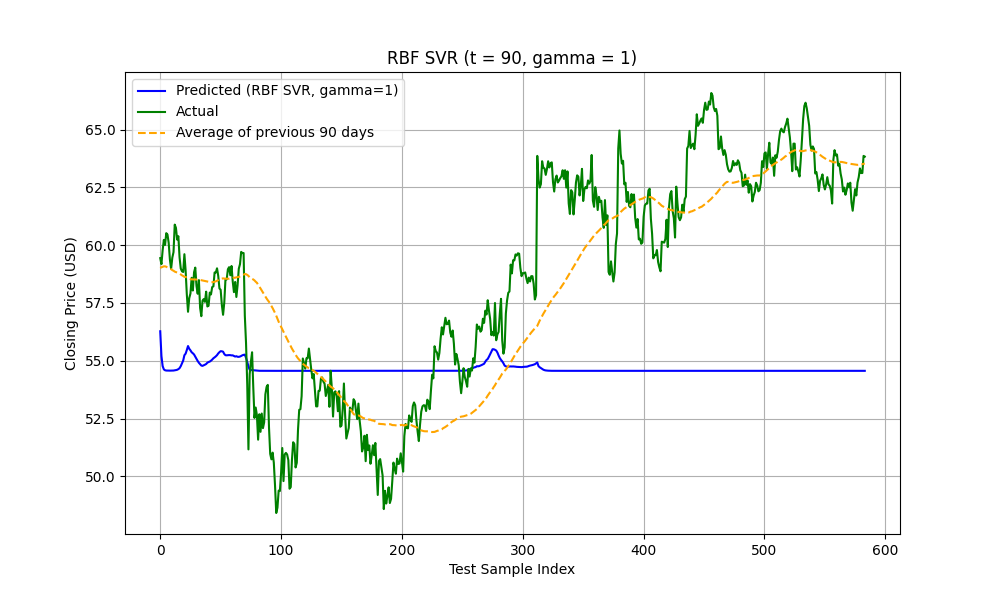 RBF SVR (t = 90, gamma = 1)
Predicted (RBF SVR, gamma=1)
Actual
Average of previous 90 days
Closing Price (USD)
65.0
62.5
60.0
57.5
55.0
52.5
50.0
0 100 200 300 400 500 600
Test Sample Index